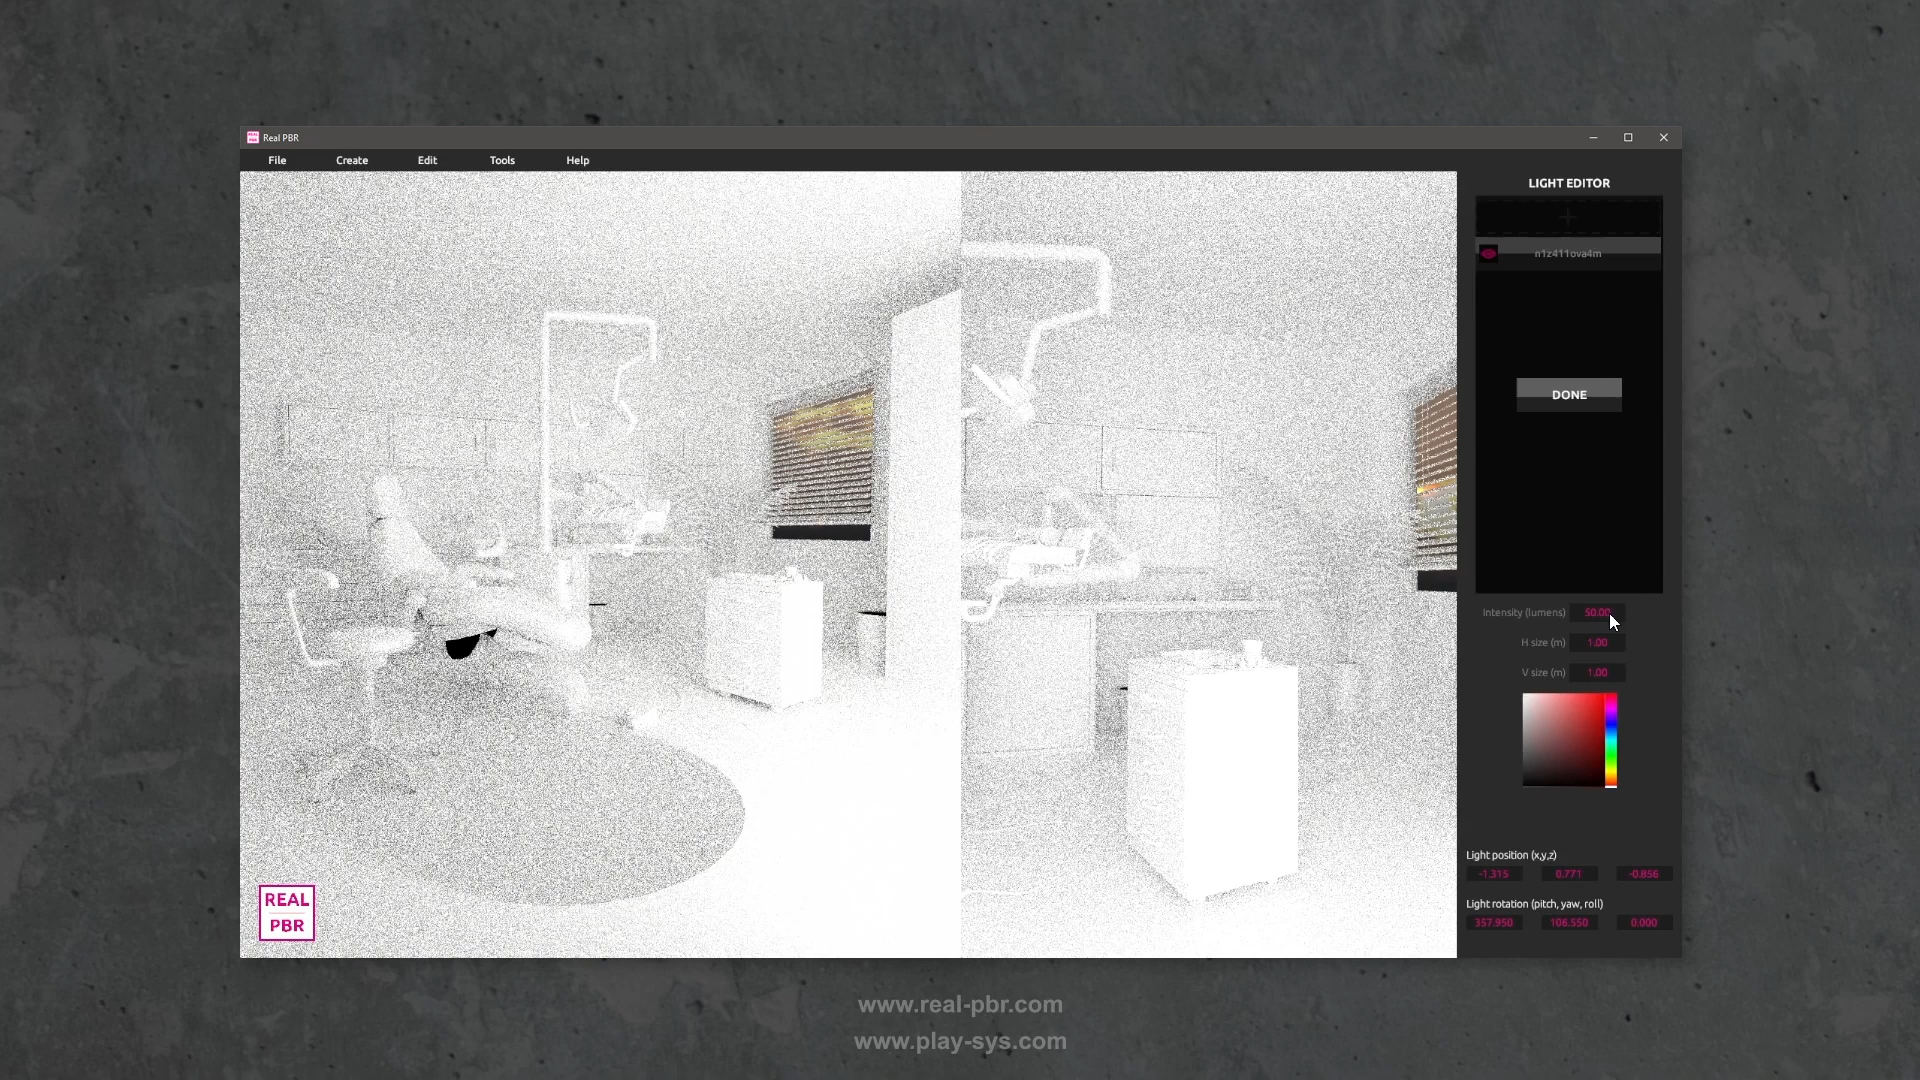 Real PBR
File Create Edit Tools Help
LIGHT EDITOR
n1z411ova4m
DONE
Intensity (lumens) 50.00
H size (m) 1.00
V size (m) 1.00
Light position (x,y,z)
-1.315 0.771 -0.856
Light rotation (pitch, yaw, roll)
357.950 106.550 0.000
REAL
PBR
www.real-pbr.com
www.play-sys.com